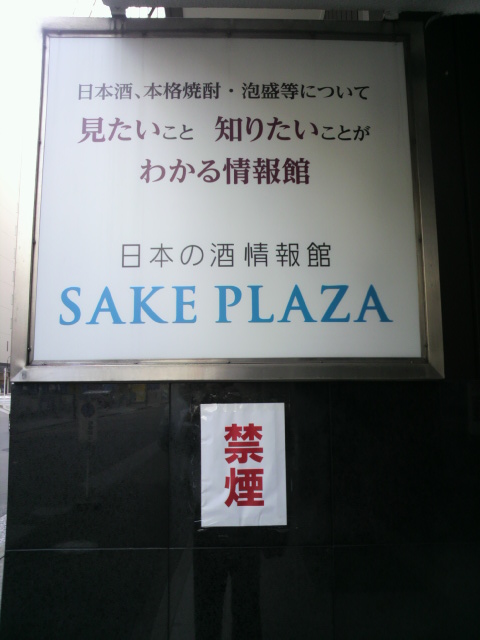 日本酒、本格焼酎・泡盛等について
見たいこと 知りたいことが
わかる情報館
日本の酒情報館
SAKE PLAZA
禁煙